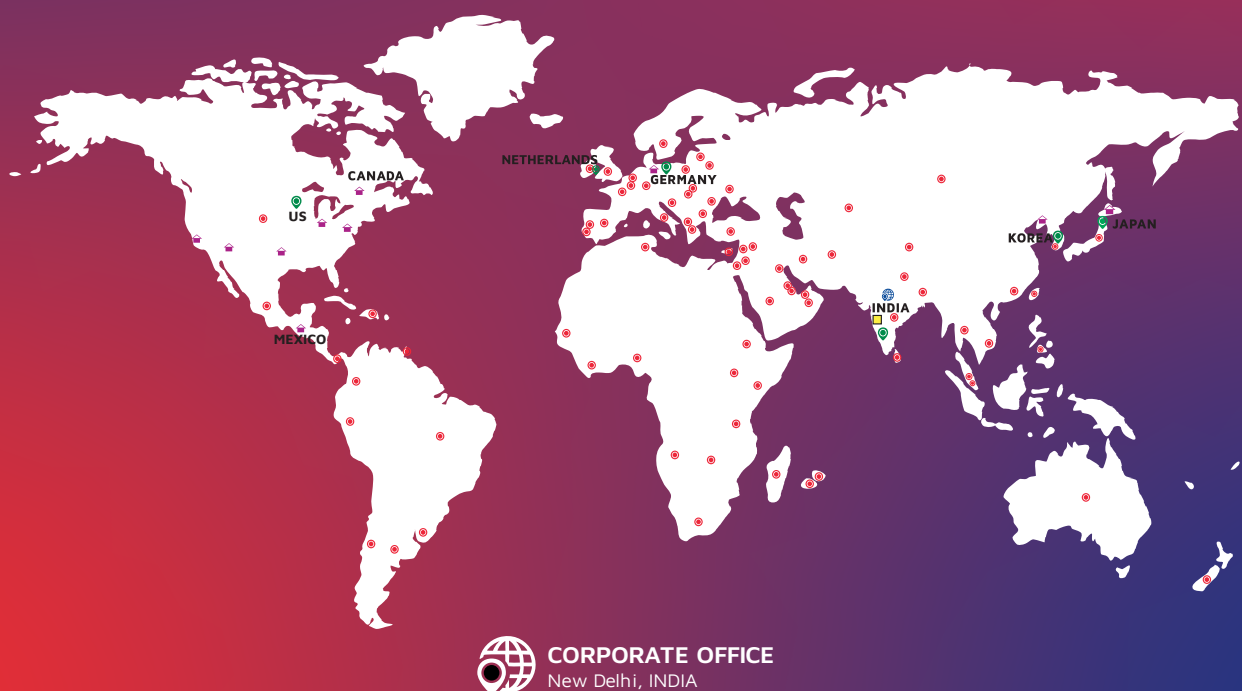 NETHERLANDS
CANADA
GERMANY
US
JAPAN
KOREA
INDIA
MEXICO
CORPORATE OFFICE
New Delhi, INDIA